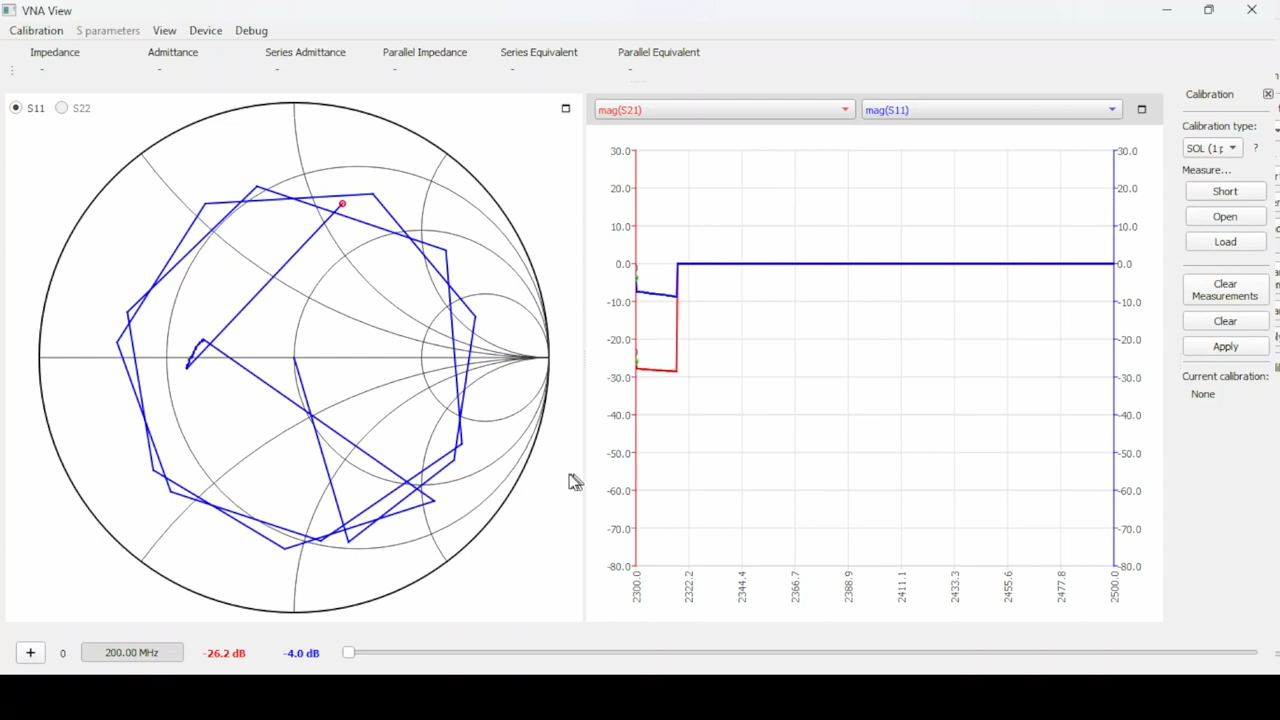 VNA View
Calibration S parameters View Device Debug
Impedance Admittance Series Admittance Parallel Impedance Series Equivalent Parallel Equivalent
- - - - - -
S11 S22
mag(S21) mag(S11)
Calibration
Calibration type:
SOL (1 ?
Measure...
Short
Open
Load
Clear Measurements
Clear
Apply
Current calibration:
None
30.0 30.0
20.0 20.0
10.0 10.0
0.0 0.0
-10.0 -10.0
-20.0 -20.0
-30.0 -30.0
-40.0 -40.0
-50.0 -50.0
-60.0 -60.0
-70.0 -70.0
-80.0 -80.0
2300.0 2322.2 2344.4 2366.7 2388.9 2411.1 2433.3 2455.6 2477.8 2500.0
+ 0 200.00 MHz -26.2 dB -4.0 dB